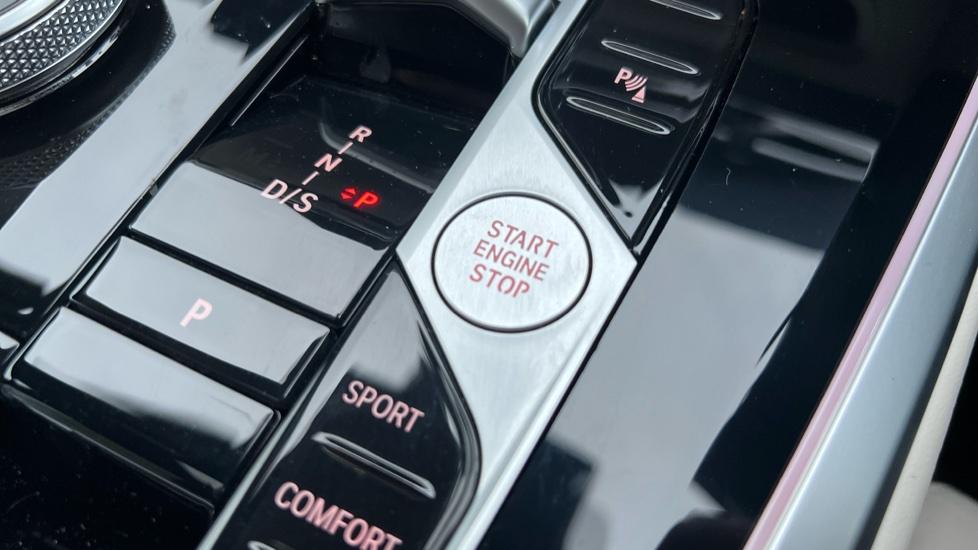 P
R
N
D/S P
START
ENGINE
STOP
P
SPORT
COMFORT